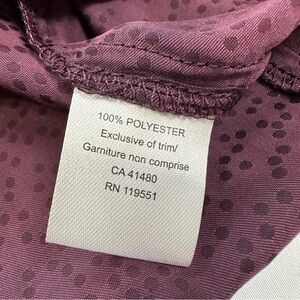 100% POLYESTER
Exclusive of trim/
Garniture non comprise
CA 41480
RN 119551